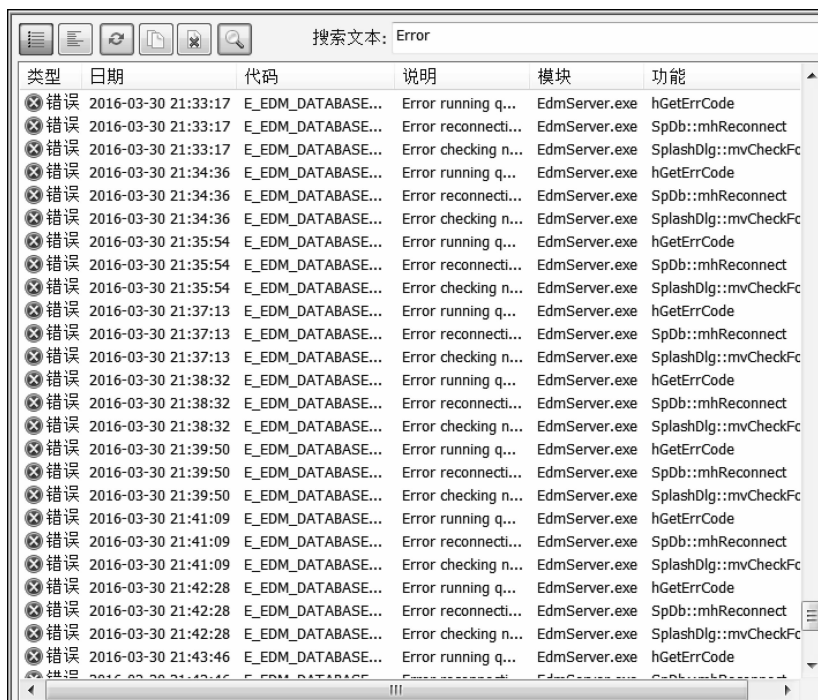 搜索文本: Error
类型 日期 代码 说明 模块 功能
错误 2016-03-30 21:33:17 E_EDM_DATABASE... Error running q... EdmServer.exe hGetErrCode
错误 2016-03-30 21:33:17 E_EDM_DATABASE... Error reconnecti... EdmServer.exe SpDb::mhReconnect
错误 2016-03-30 21:33:17 E_EDM_DATABASE... Error checking n... EdmServer.exe SplashDlg::mvCheckFo
错误 2016-03-30 21:34:36 E_EDM_DATABASE... Error running q... EdmServer.exe hGetErrCode
错误 2016-03-30 21:34:36 E_EDM_DATABASE... Error reconnecti... EdmServer.exe SpDb::mhReconnect
错误 2016-03-30 21:34:36 E_EDM_DATABASE... Error checking n... EdmServer.exe SplashDlg::mvCheckFo
错误 2016-03-30 21:35:54 E_EDM_DATABASE... Error running q... EdmServer.exe hGetErrCode
错误 2016-03-30 21:35:54 E_EDM_DATABASE... Error reconnecti... EdmServer.exe SpDb::mhReconnect
错误 2016-03-30 21:35:54 E_EDM_DATABASE... Error checking n... EdmServer.exe SplashDlg::mvCheckFo
错误 2016-03-30 21:37:13 E_EDM_DATABASE... Error running q... EdmServer.exe hGetErrCode
错误 2016-03-30 21:37:13 E_EDM_DATABASE... Error reconnecti... EdmServer.exe SpDb::mhReconnect
错误 2016-03-30 21:37:13 E_EDM_DATABASE... Error checking n... EdmServer.exe SplashDlg::mvCheckFo
错误 2016-03-30 21:38:32 E_EDM_DATABASE... Error running q... EdmServer.exe hGetErrCode
错误 2016-03-30 21:38:32 E_EDM_DATABASE... Error reconnecti... EdmServer.exe SpDb::mhReconnect
错误 2016-03-30 21:38:32 E_EDM_DATABASE... Error checking n... EdmServer.exe SplashDlg::mvCheckFo
错误 2016-03-30 21:39:50 E_EDM_DATABASE... Error running q... EdmServer.exe hGetErrCode
错误 2016-03-30 21:39:50 E_EDM_DATABASE... Error reconnecti... EdmServer.exe SpDb::mhReconnect
错误 2016-03-30 21:39:50 E_EDM_DATABASE... Error checking n... EdmServer.exe SplashDlg::mvCheckFo
错误 2016-03-30 21:41:09 E_EDM_DATABASE... Error running q... EdmServer.exe hGetErrCode
错误 2016-03-30 21:41:09 E_EDM_DATABASE... Error reconnecti... EdmServer.exe SpDb::mhReconnect
错误 2016-03-30 21:41:09 E_EDM_DATABASE... Error checking n... EdmServer.exe SplashDlg::mvCheckFo
错误 2016-03-30 21:42:28 E_EDM_DATABASE... Error running q... EdmServer.exe hGetErrCode
错误 2016-03-30 21:42:28 E_EDM_DATABASE... Error reconnecti... EdmServer.exe SpDb::mhReconnect
错误 2016-03-30 21:42:28 E_EDM_DATABASE... Error checking n... EdmServer.exe SplashDlg::mvCheckFo
错误 2016-03-30 21:43:46 E_EDM_DATABASE... Error running q... EdmServer.exe hGetErrCode